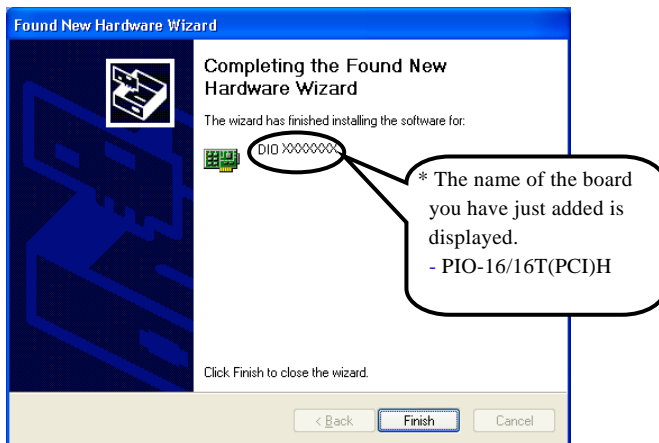 Found New Hardware Wizard
Completing the Found New
Hardware Wizard
The wizard has finished installing the software for:
DIO XXXXXXX
* The name of the board
you have just added is
displayed.
- PIO-16/16T(PCI)H
Click Finish to close the wizard.
< Back
Finish
Cancel